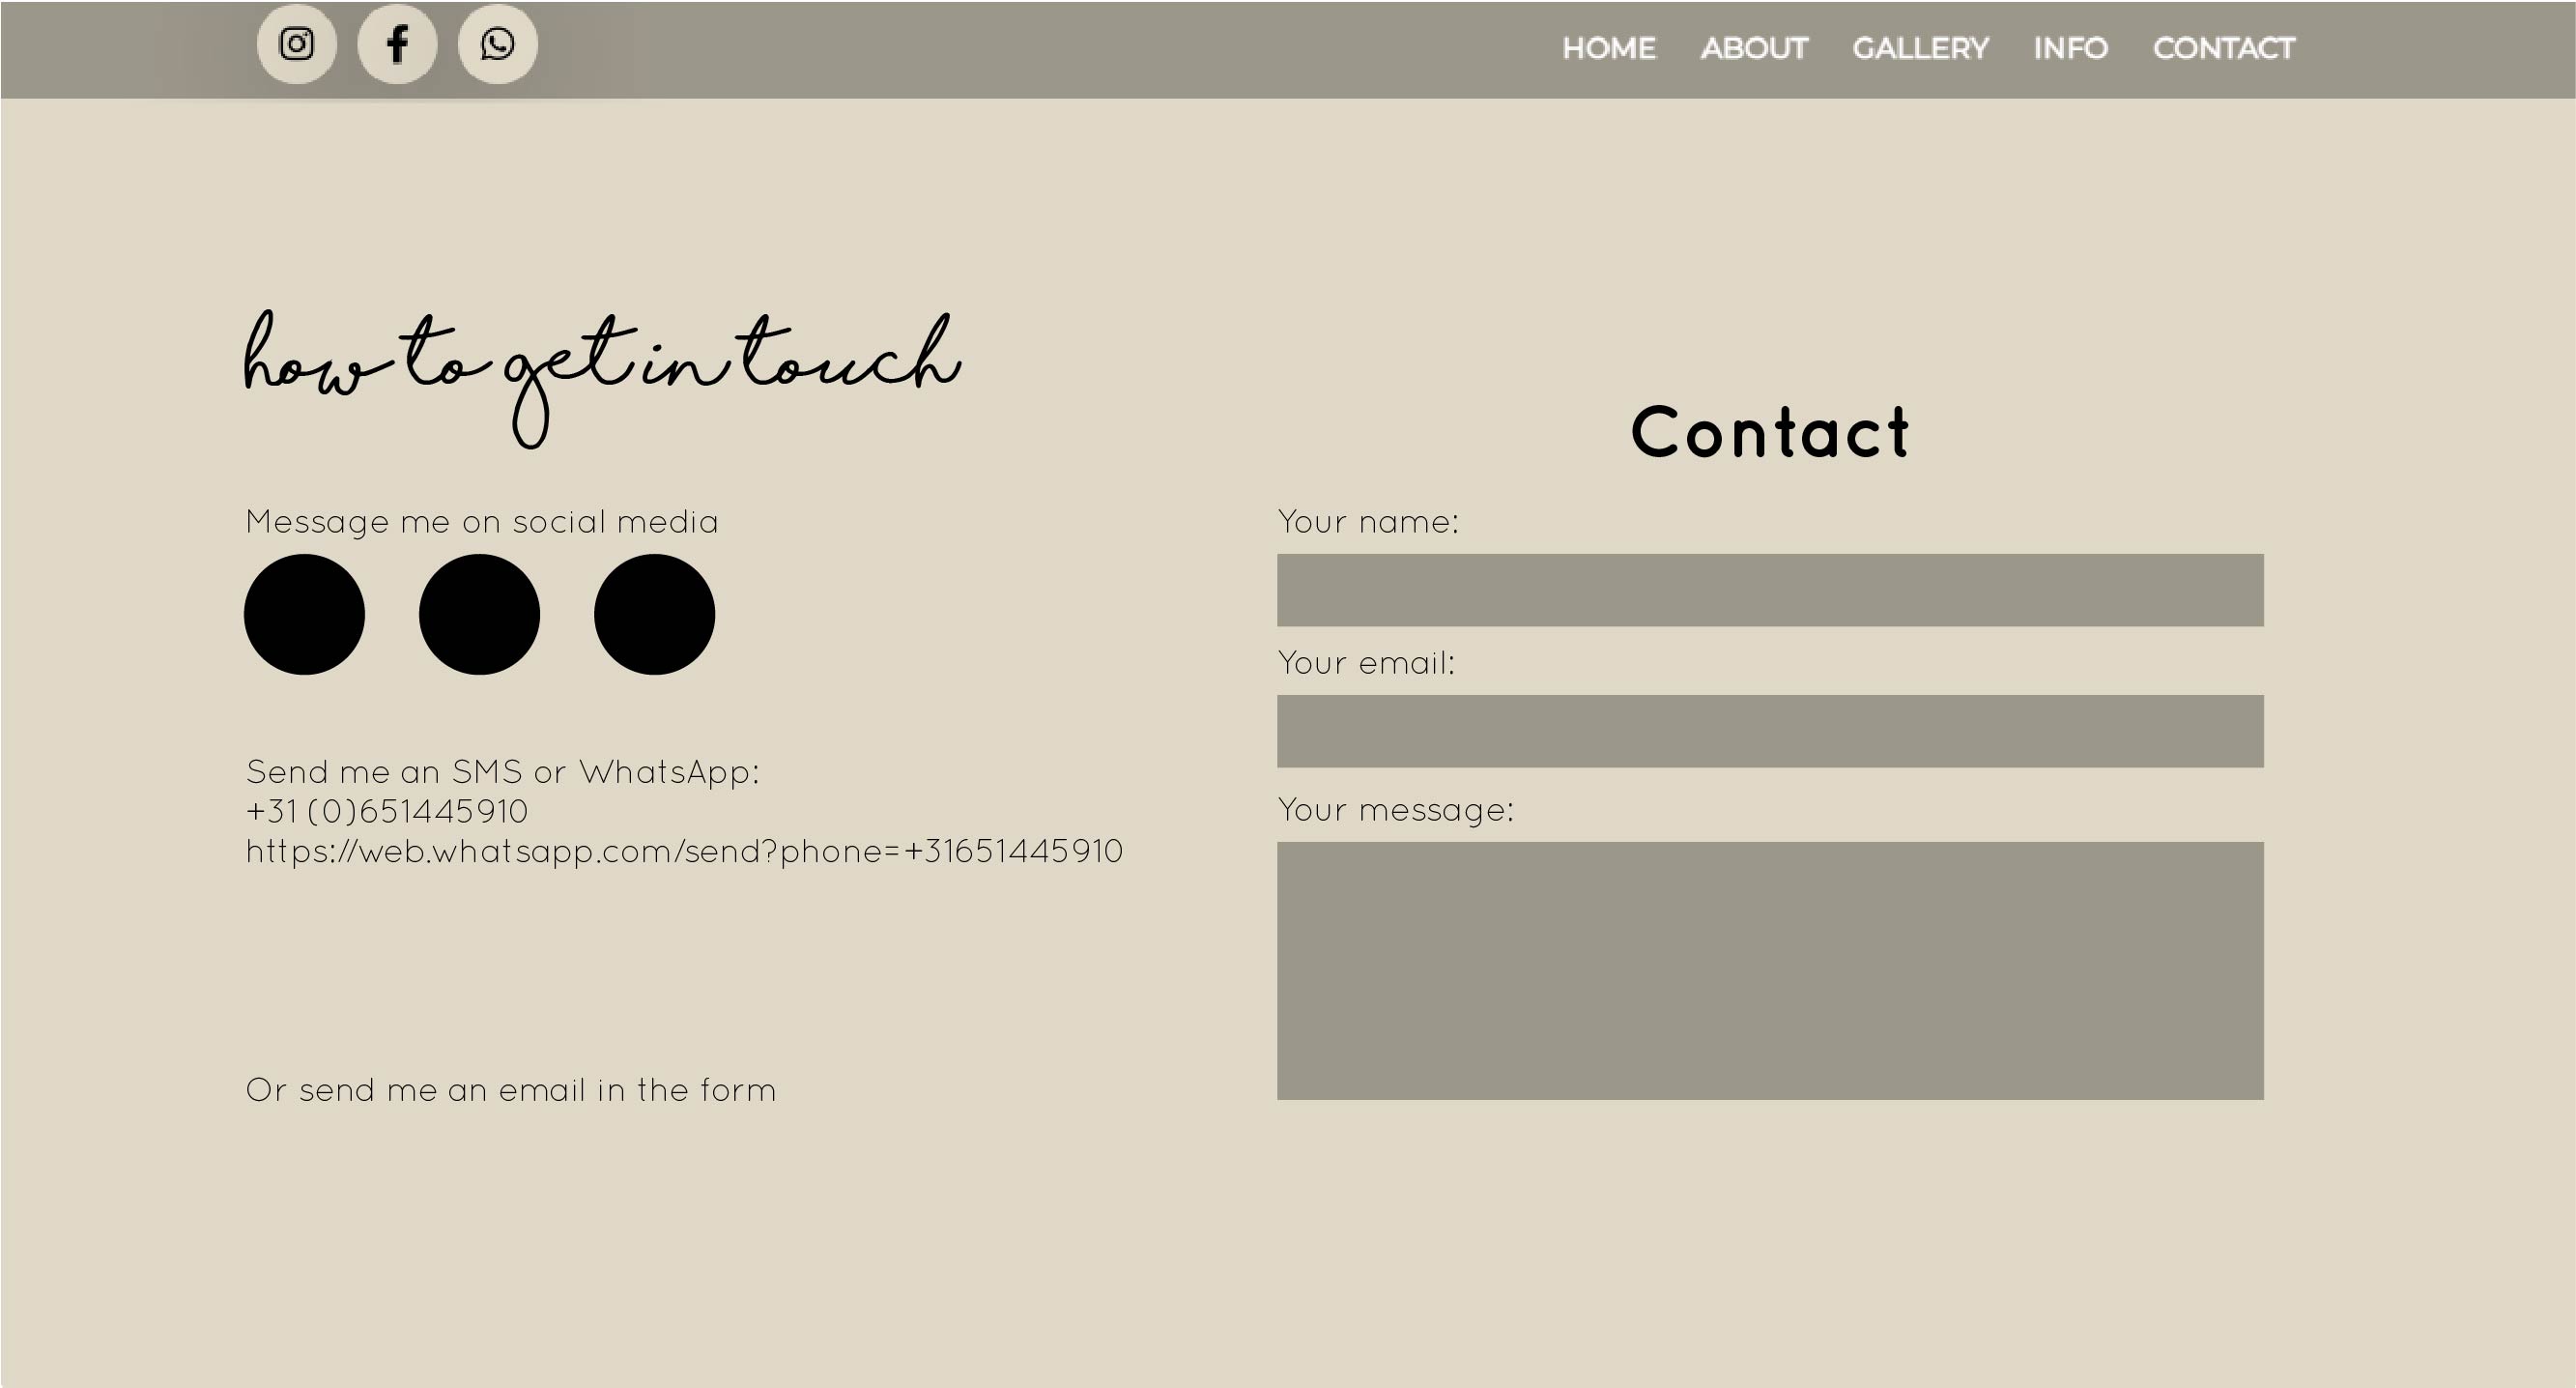 HOME ABOUT GALLERY INFO CONTACT
how to get in touch
Message me on social media
Send me an SMS or WhatsApp:
+31 (0)651445910
https://web.whatsapp.com/send?phone=+31651445910
Or send me an email in the form
Contact
Your name:
Your email:
Your message: